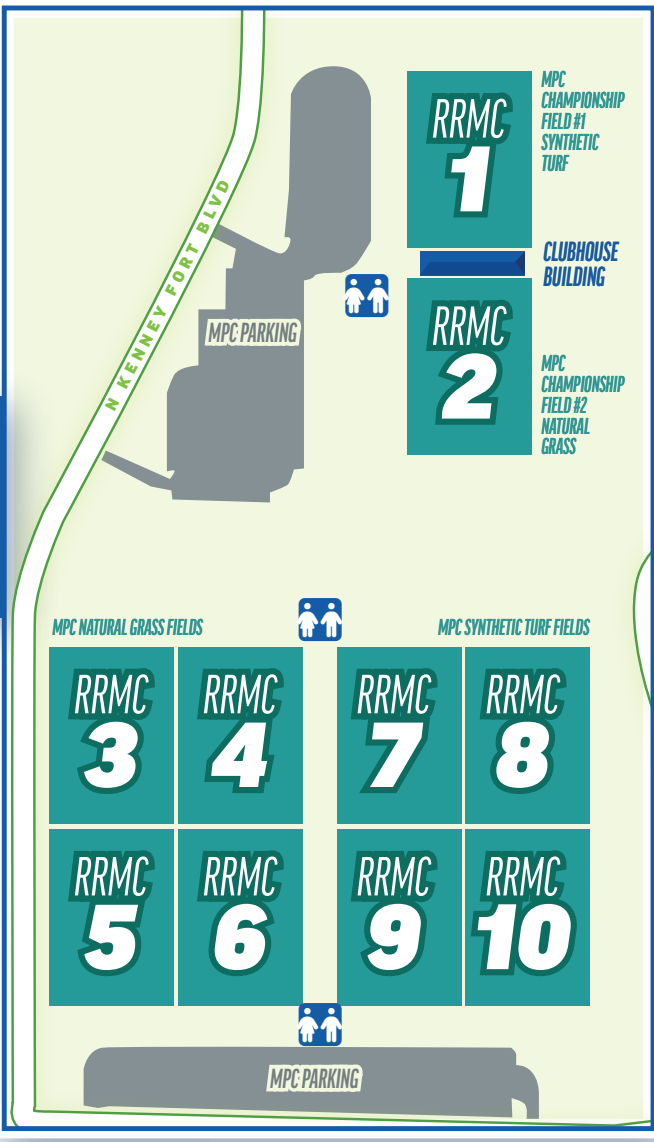 RRMC
1
MPC
CHAMPIONSHIP
FIELD #1
SYNTHETIC
TURF
CLUBHOUSE
BUILDING
N KENNEY FORT BLVD
MPC PARKING
RRMC
2
MPC
CHAMPIONSHIP
FIELD #2
NATURAL
GRASS
MPC NATURAL GRASS FIELDS
MPC SYNTHETIC TURF FIELDS
RRMC
3
RRMC
4
RRMC
7
RRMC
8
RRMC
5
RRMC
6
RRMC
9
RRMC
10
MPC PARKING